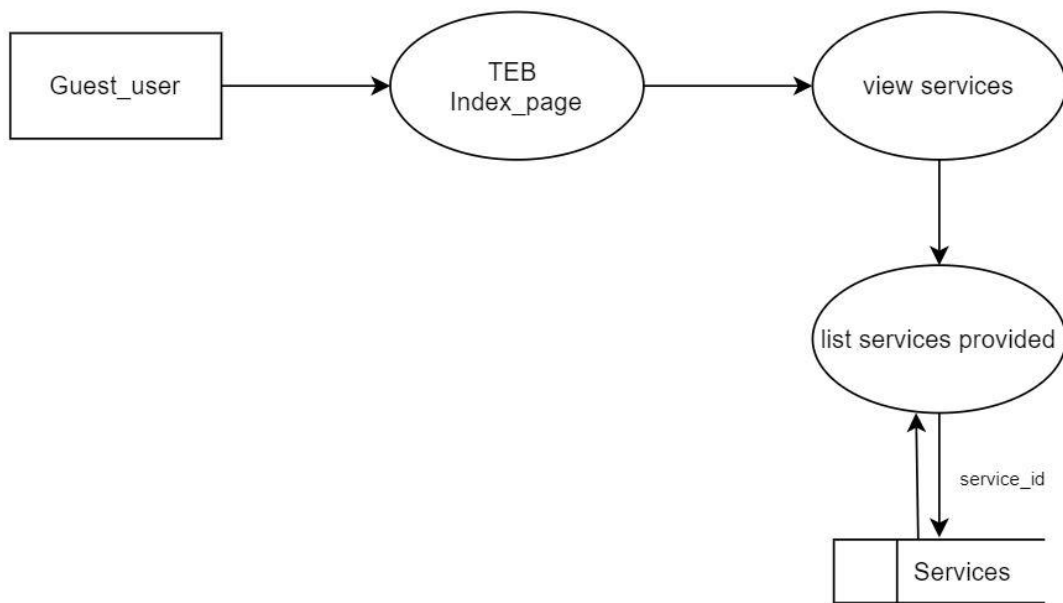 Guest_user
TEB
Index_page
view services
list services provided
service_id
Services